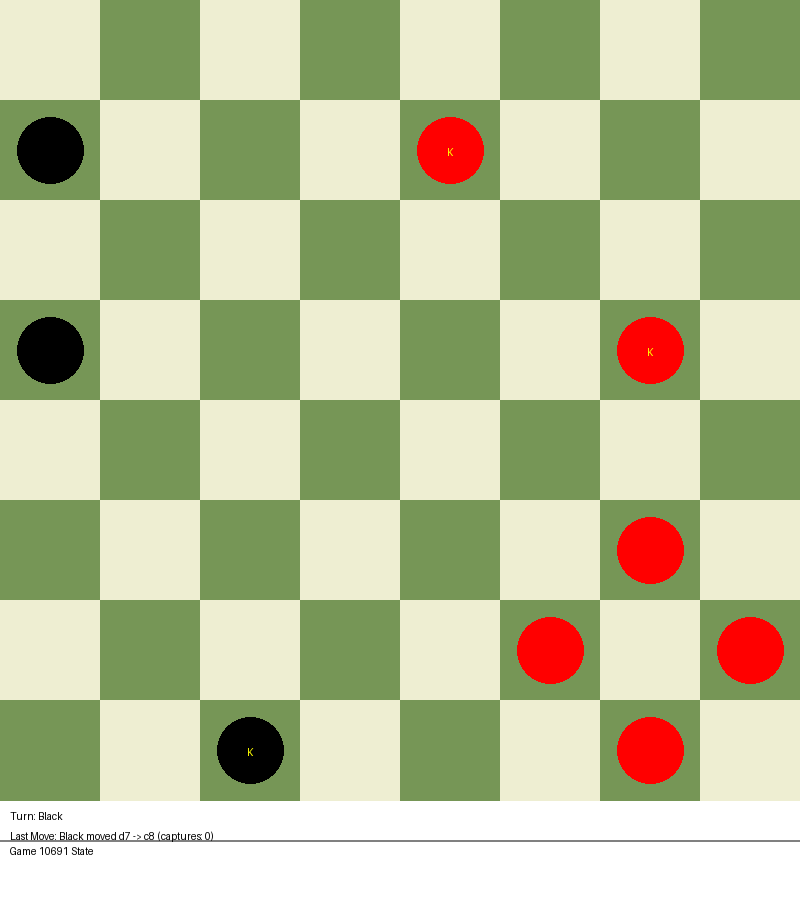 K
K
K
Turn: Black
Last Move: Black moved d7 -> c8 (captures: 0)
Game 10691 State